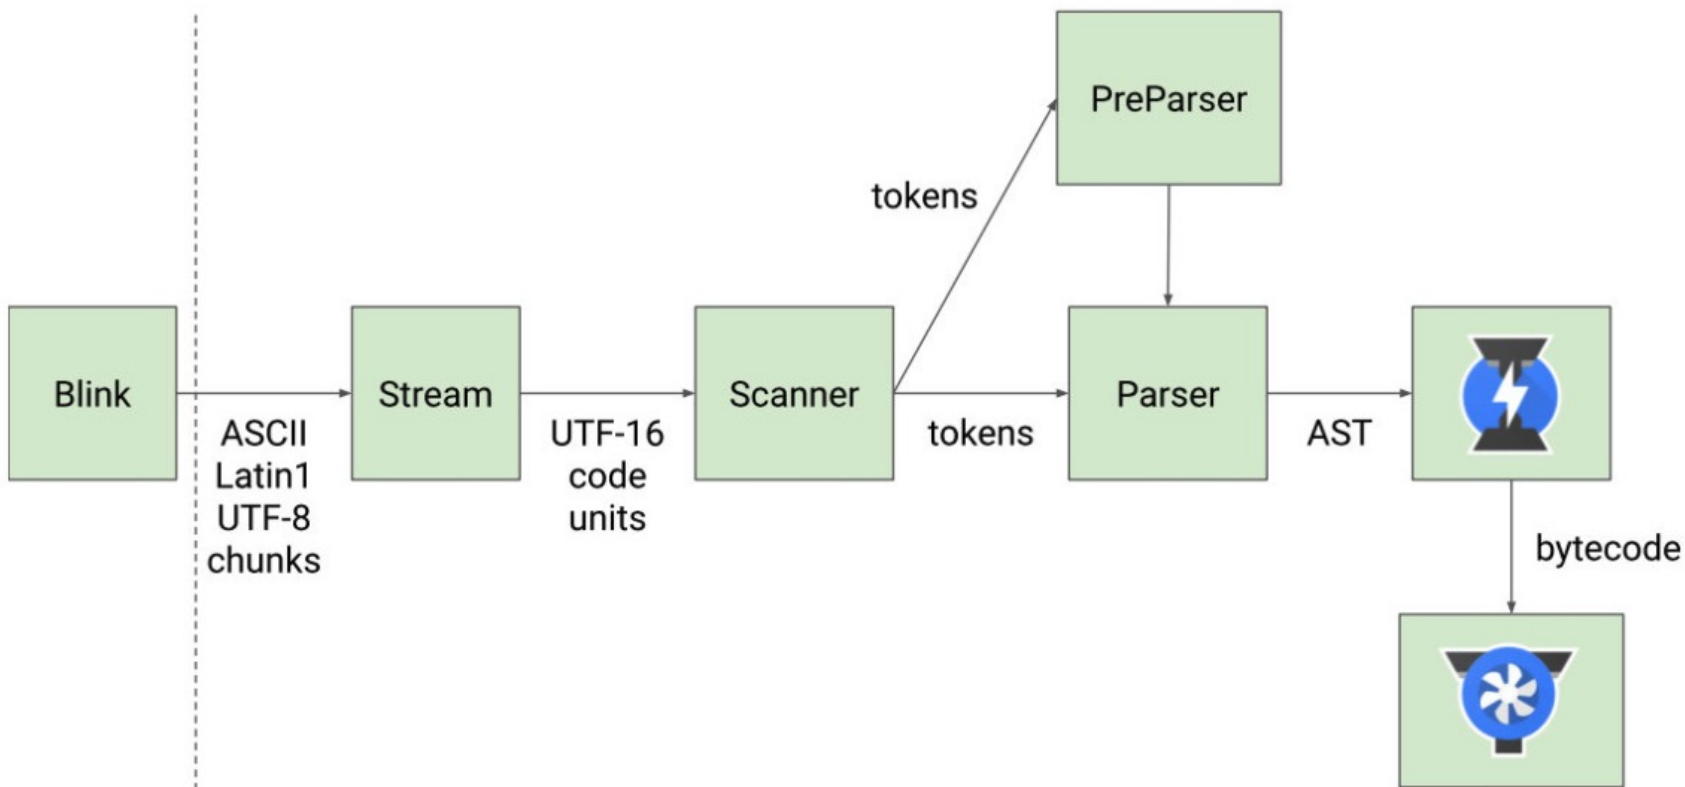 PreParser
tokens
Blink
Stream
Scanner
Parser
ASCII
Latin1
UTF-8
chunks
UTF-16
code
units
tokens
AST
bytecode